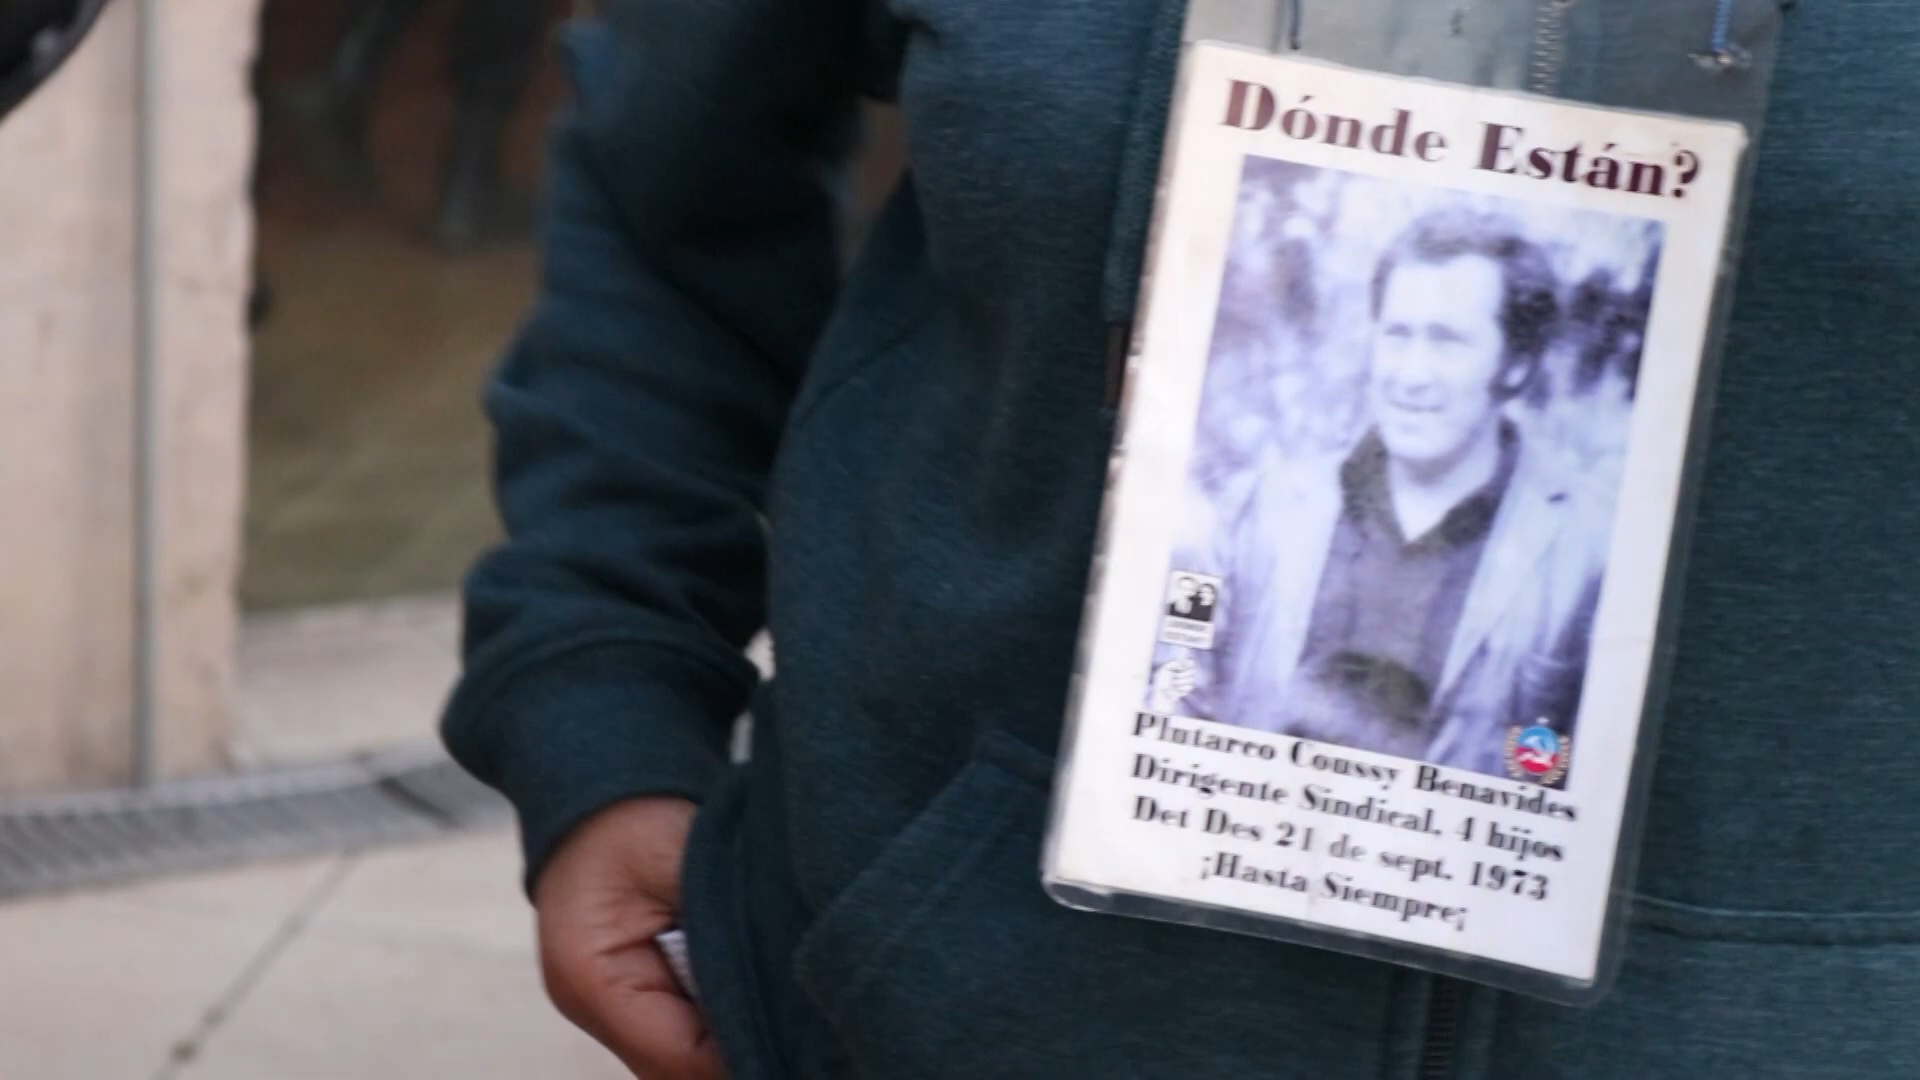 Dónde Están?
Plutarco Coussy Benavides
Dirigente Sindical. 4 hijos
Det Des 21 de sept. 1973
¡Hasta Siempre¡